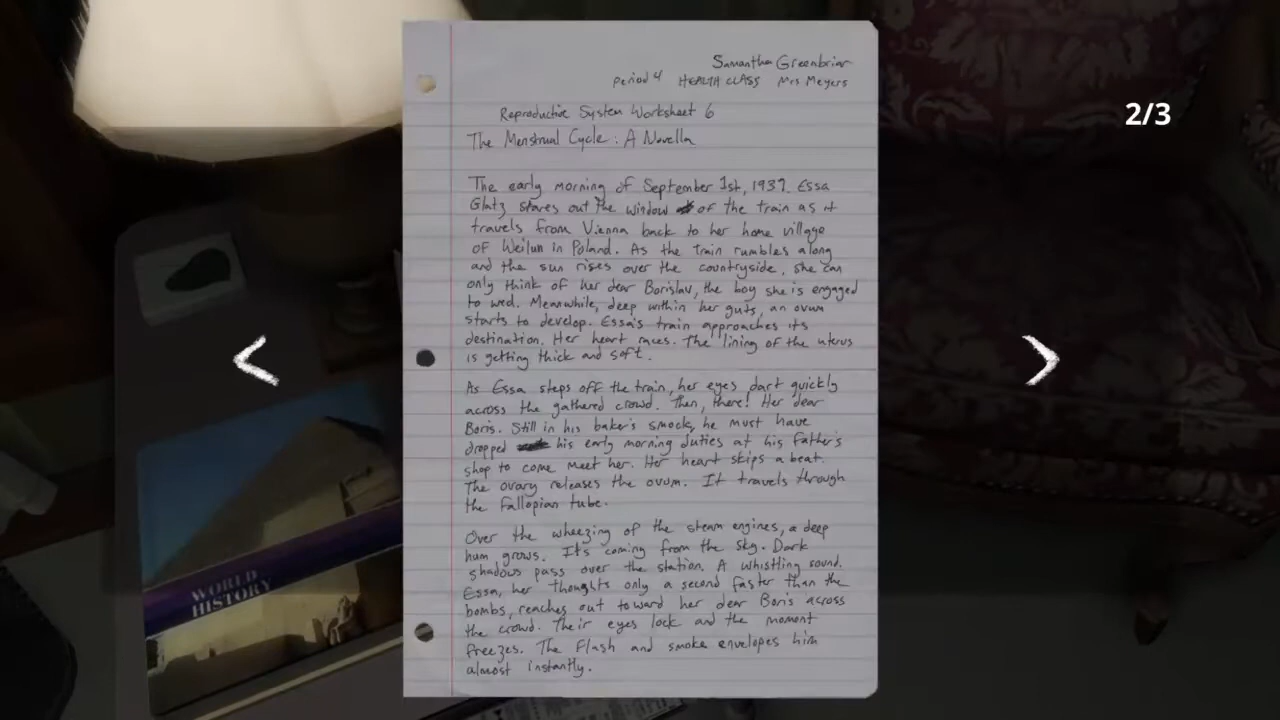 Samantha Greenbriar
period 4 HEALTH CLASS Mrs Meyers
Reproductive System Worksheet 6
The Menstrual Cycle: A Novella
The early morning of September 1st, 1939. Essa
Glatz stares out the window of the train as it
travels from Vienna back to her home village
of Weilun in Poland. As the train rumbles along
and the sun rises over the countryside, she can
only think of her dear Borislav, the boy she is engaged
to wed. Meanwhile, deep within her guts, an ovum
starts to develop. Essa's train approaches its
destination. Her heart races. The lining of the uterus
is getting thick and soft.
As Essa steps off the train, her eyes dart quickly
across the gathered crowd. Then, there! Her dear
Boris. Still in his baker's smock, he must have
dropped his early morning duties at his father's
shop to come meet her. Her heart skips a beat.
The ovary releases the ovum. It travels through
the fallopian tube.
Over the wheezing of the steam engines, a deep
hum grows. It's coming from the sky. Dark
shadows pass over the station. A whistling sound.
Essa, her thoughts only a second faster than the
bombs, reaches out toward her dear Boris across
the crowd. Their eyes lock and the moment
freezes. The flash and smoke envelopes him
almost instantly.
2/3
WORLD
HISTORY